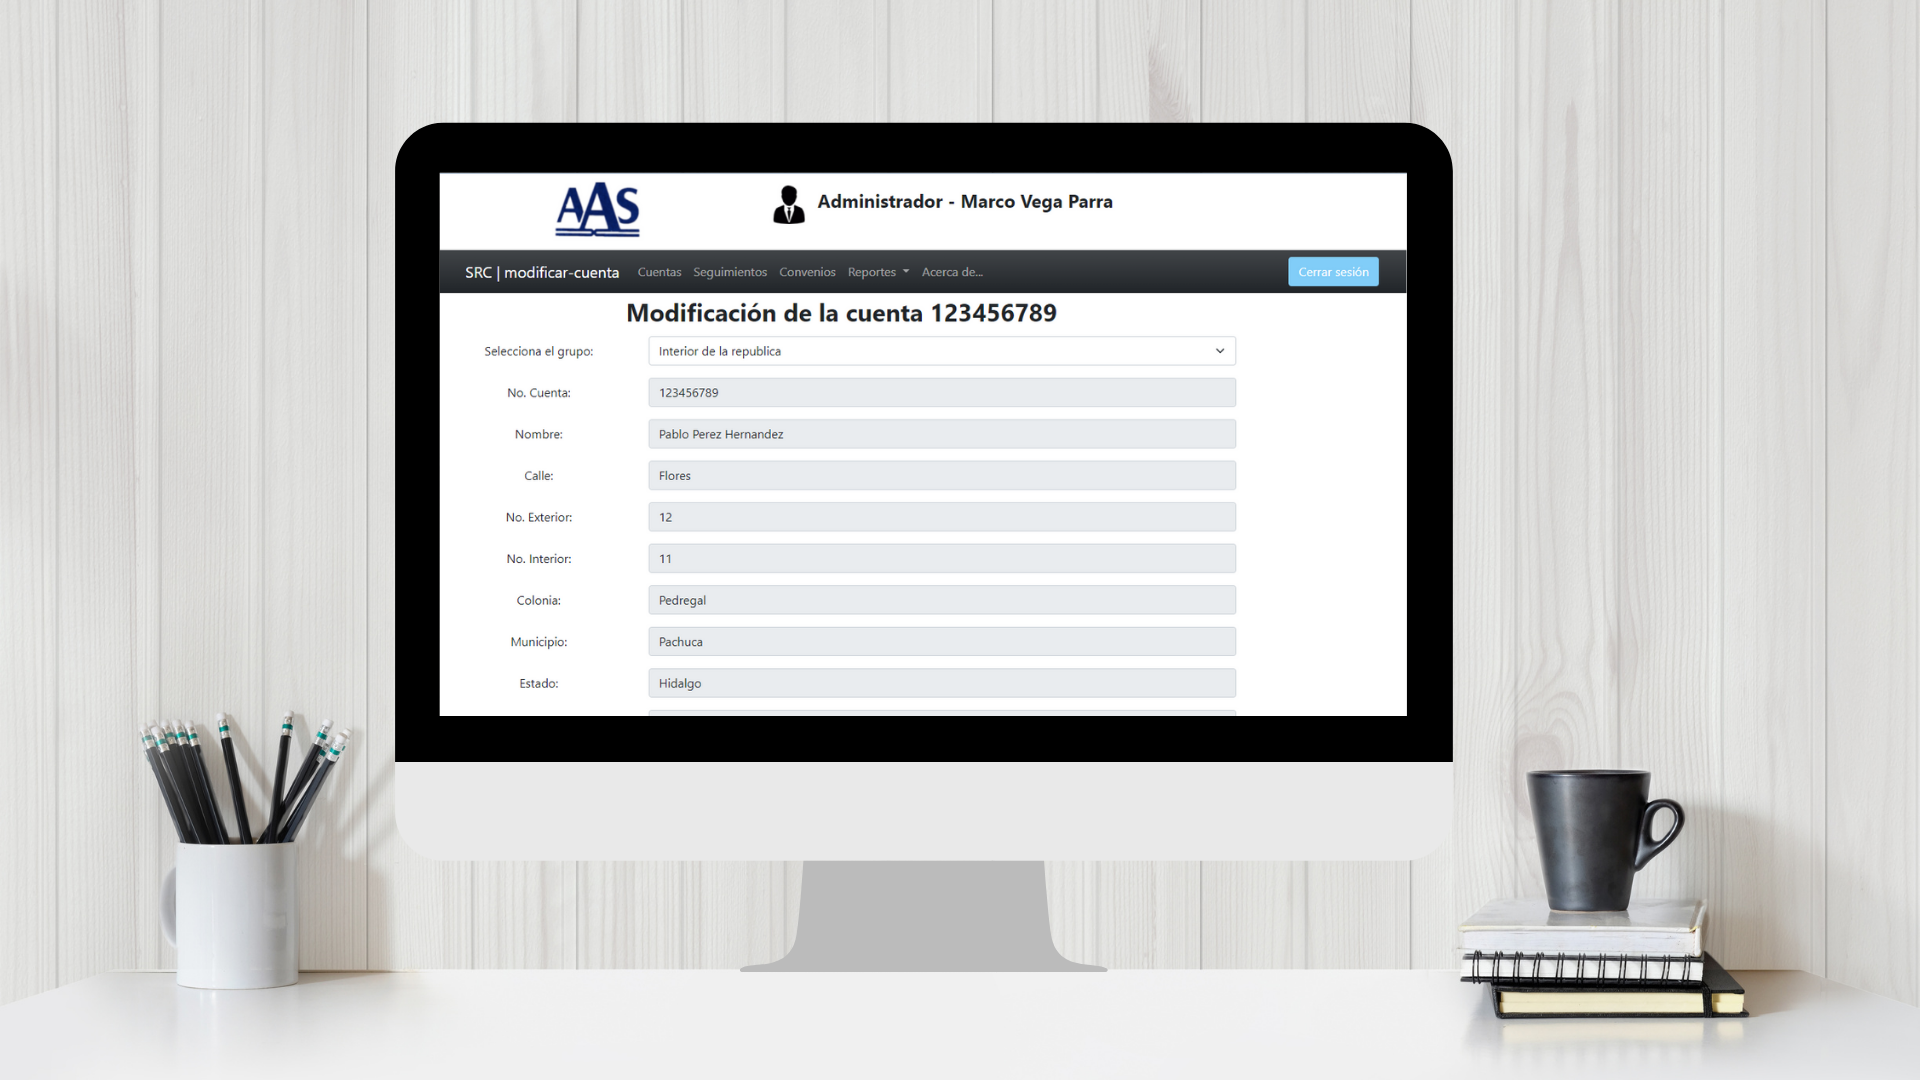 AAS
Administrador - Marco Vega Parra
SRC | modificar-cuenta Cuentas Seguimientos Convenios Reportes Acerca de... Cerrar sesión
Modificación de la cuenta 123456789
Selecciona el grupo: Interior de la republica
No. Cuenta: 123456789
Nombre: Pablo Perez Hernandez
Calle: Flores
No. Exterior: 12
No. Interior: 11
Colonia: Pedregal
Municipio: Pachuca
Estado: Hidalgo